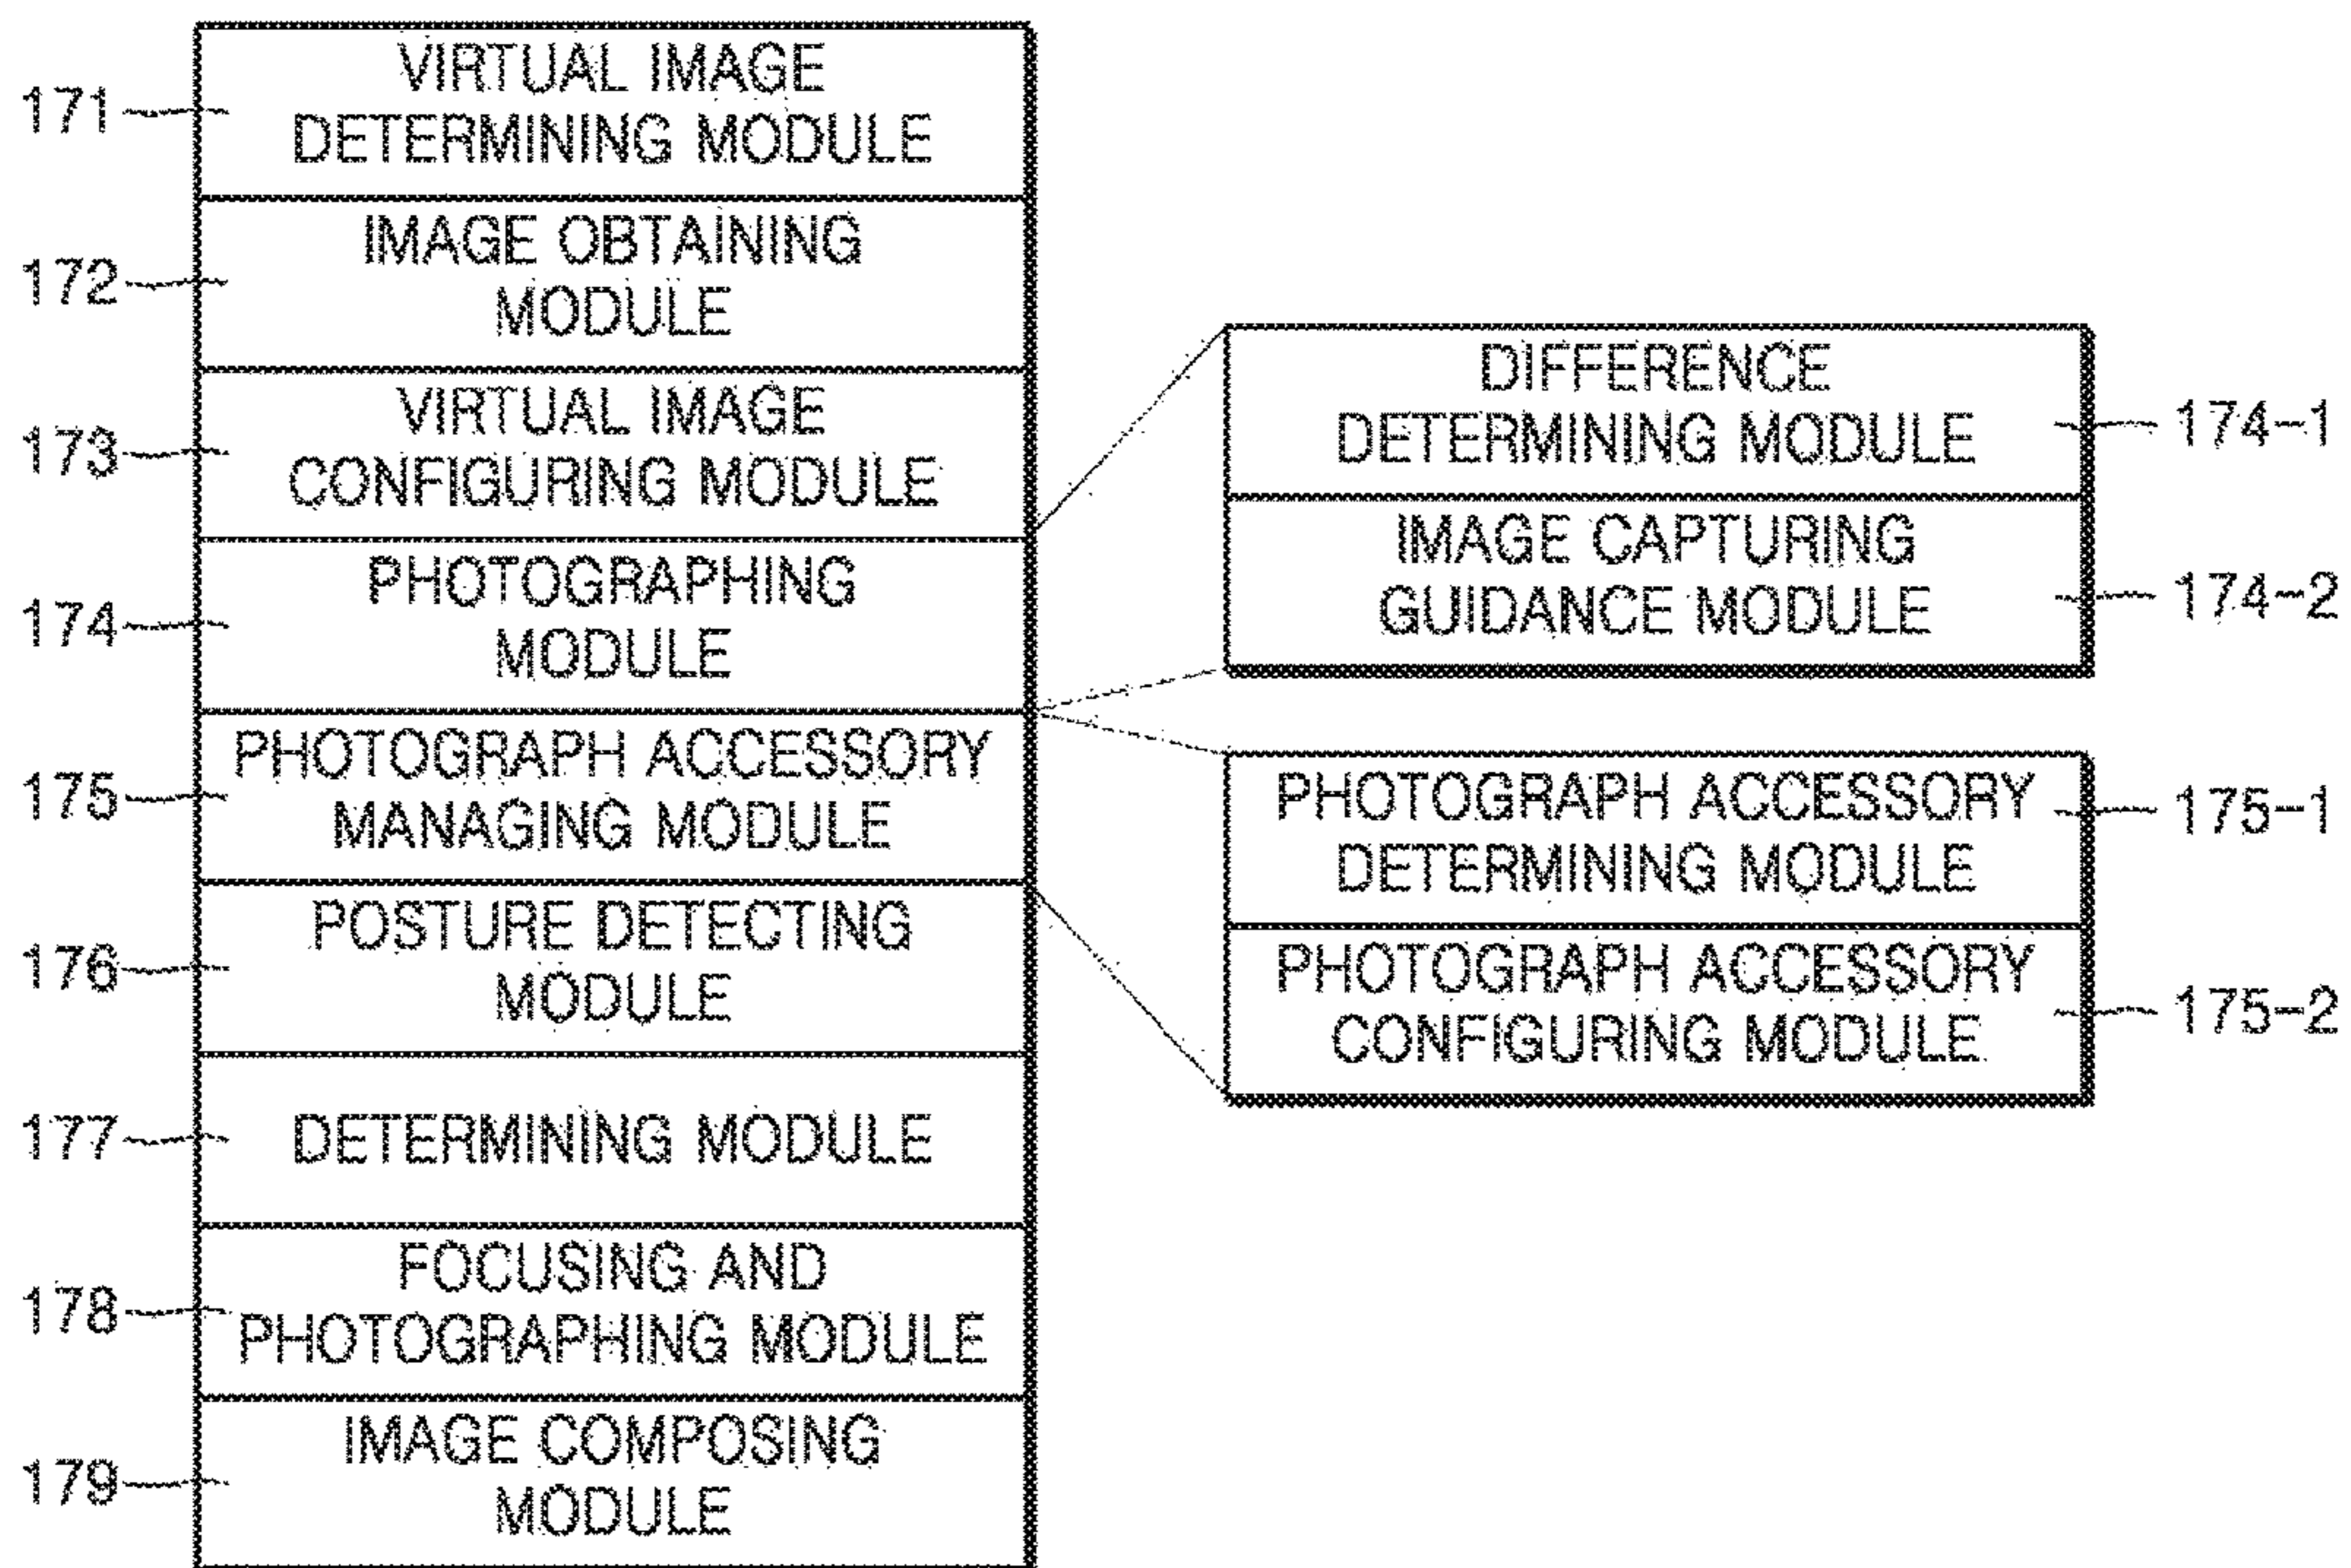 171
VIRTUAL IMAGE
DETERMINING MODULE
172
IMAGE OBTAINING
MODULE
173
VIRTUAL IMAGE
CONFIGURING MODULE
174
PHOTOGRAPHING
MODULE
175
PHOTOGRAPH ACCESSORY
MANAGING MODULE
176
POSTURE DETECTING
MODULE
177
DETERMINING MODULE
178
FOCUSING AND
PHOTOGRAPHING MODULE
179
IMAGE COMPOSING
MODULE
DIFFERENCE
DETERMINING MODULE
174-1
IMAGE CAPTURING
GUIDANCE MODULE
174-2
PHOTOGRAPH ACCESSORY
DETERMINING MODULE
175-1
PHOTOGRAPH ACCESSORY
CONFIGURING MODULE
175-2